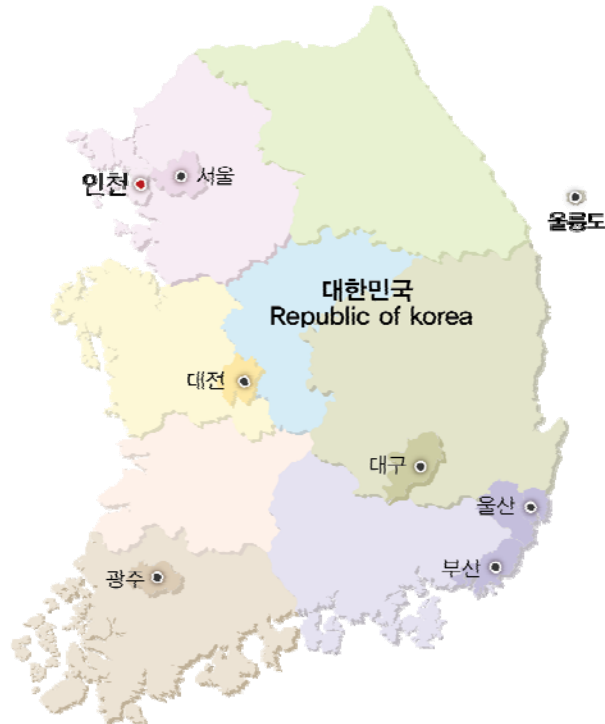 인천
서울
울릉도
대한민국
Republic of korea
대전
대구
울산
부산
광주